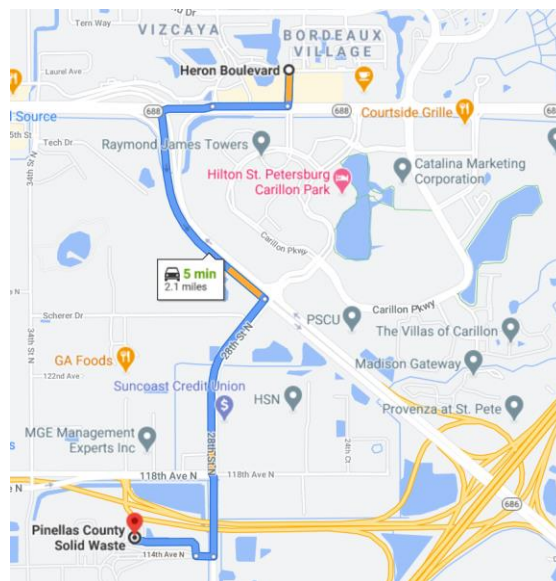 Tern Way
VIZCAYA
BORDEAUX
VILLAGE
Laurel Ave
Heron Boulevard
d Source
688
688
Courtside Grille
5th St
Tech Dr
34th St N
Raymond James Towers
Catalina Marketing
Corporation
Hilton St. Petersburg
Carillon Park
Carillon Pkwy
5 min
2.1 miles
Carillon Pkwy
Scherer Dr
28th St N
PSCU
The Villas of Carillon
34th St N
GA Foods
122nd Ave
Madison Gateway
Suncoast Credit Union
HSN
Provenza at St. Pete
MGE Management
Experts Inc
28th St N
24th Ct
118th Ave N
118th Ave N
686
Pinellas County
Solid Waste
114th Ave N